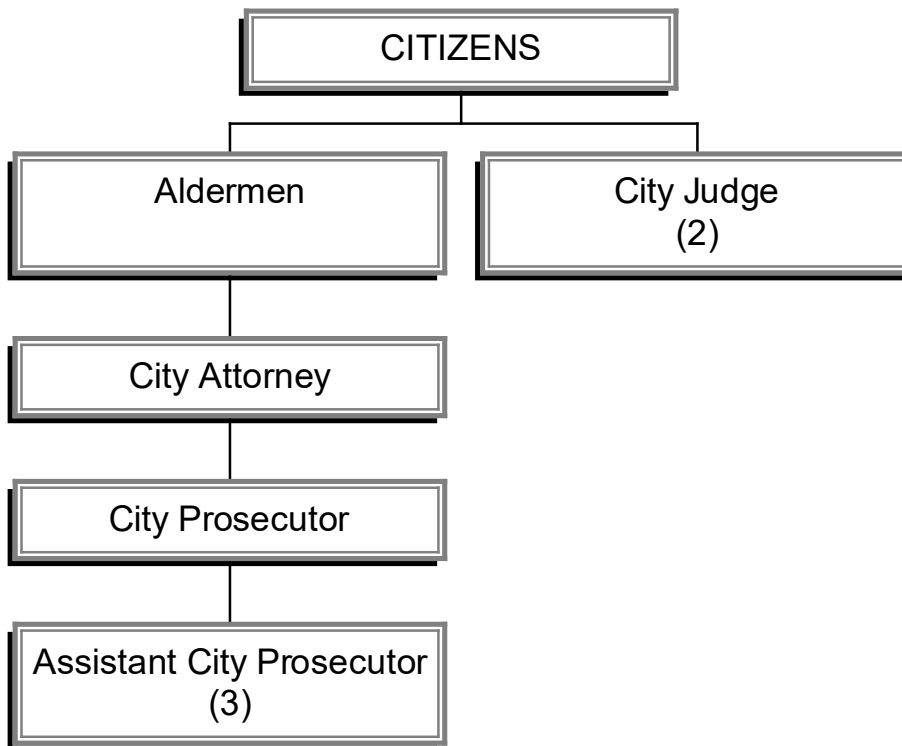 CITIZENS
Aldermen
City Judge
(2)
City Attorney
City Prosecutor
Assistant City Prosecutor
(3)